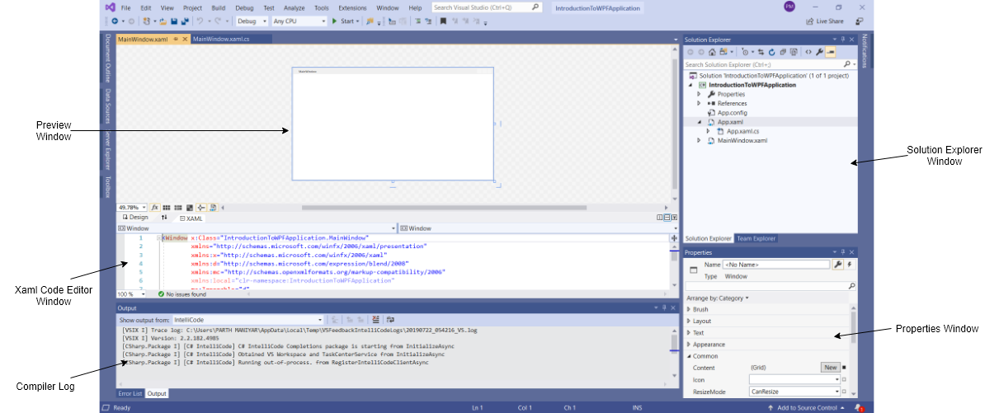 File Edit View Project Build Debug Test Analyze Tools Extensions Window Help Search Visual Studio (Ctrl+Q) IntroductionToWPFApplication PM
Debug Any CPU Start Live Share
MainWindow.xaml MainWindow.xaml.cs
Document Outline
Data Sources
Server Explorer
Toolbox
MainWindow
Preview
Window
49.78% fx
Design XAML
Window Window
1 <Window x:Class="IntroductionToWPFApplication.MainWindow"
2 xmlns="http://schemas.microsoft.com/winfx/2006/xaml/presentation"
3 xmlns:x="http://schemas.microsoft.com/winfx/2006/xaml"
4 xmlns:d="http://schemas.microsoft.com/expression/blend/2008"
5 xmlns:mc="http://schemas.openxmlformats.org/markup-compatibility/2006"
6 xmlns:local="clr-namespace:IntroductionToWPFApplication"
7 mc:Ignorable="d"
100 % No issues found
Xaml Code Editor
Window
Output
Show output from: IntelliCode
[VSIX I] Trace log: C:\Users\PARTH MANIYAR\AppData\Local\Temp\VSFeedbackIntelliCodeLogs\20190722_054216_VS.log
[VSIX I] Version: 2.2.182.4985
[CSharp.Package I] [C# IntelliCode] C# IntelliCode Completions package is starting from InitializeAsync
[CSharp.Package I] [C# IntelliCode] Obtained VS Workspace and TaskCenterService from InitializeAsync
[CSharp.Package I] [C# IntelliCode] Running out-of-process. from RegisterIntelliCodeClientAsync
Compiler Log
Error List Output
Solution Explorer
Notifications
Search Solution Explorer (Ctrl+;)
Solution 'IntroductionToWPFApplication' (1 of 1 project)
IntroductionToWPFApplication
Properties
References
App.config
App.xaml
App.xaml.cs
MainWindow.xaml
Solution Explorer
Window
Solution Explorer Team Explorer
Properties
Name <No Name>
Type Window
Arrange by: Category
Brush
Layout
Text
Appearance
Common
Content (Grid) New
Icon
ResizeMode CanResize
Properties Window
Ready Ln 1 Col 1 Ch 1 INS Add to Source Control 1